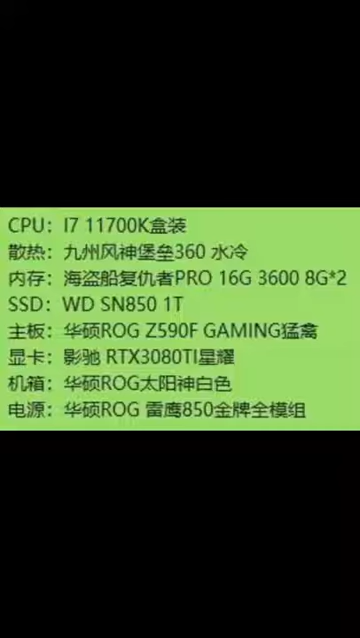 CPU：I7 11700K盒装
散热：九州风神堡垒360 水冷
内存：海盗船复仇者PRO 16G 3600 8G*2
SSD：WD SN850 1T
主板：华硕ROG Z590F GAMING猛禽
显卡：影驰 RTX3080TI星耀
机箱：华硕ROG太阳神白色
电源：华硕ROG 雷鹰850金牌全模组